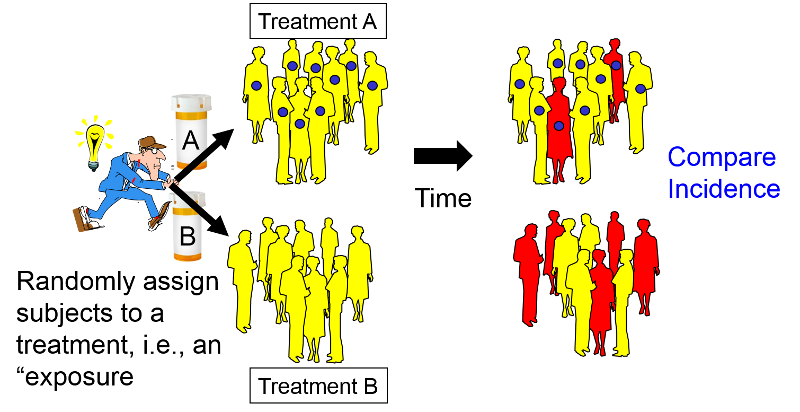 Treatment A
A
B
Time
Compare
Incidence
Randomly assign
subjects to a
treatment, i.e., an
“exposure
Treatment B